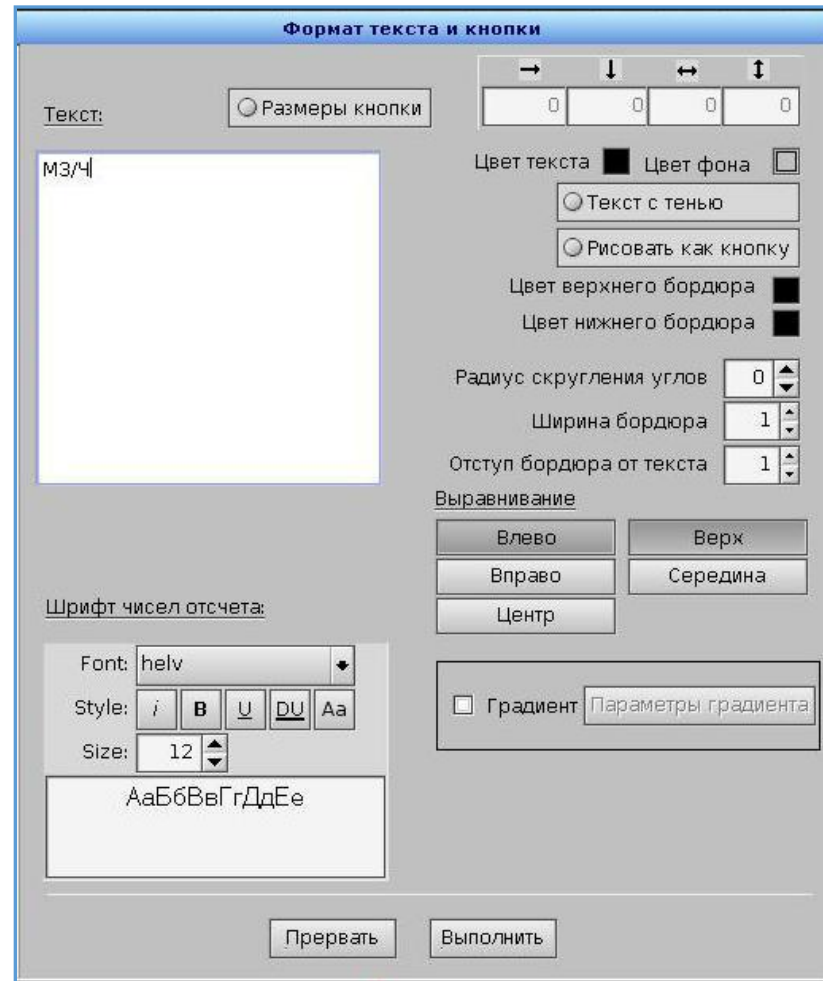 Формат текста и кнопки
Текст:
Размеры кнопки
0 0 0 0
М3/Ч
Цвет текста Цвет фона
Текст с тенью
Рисовать как кнопку
Цвет верхнего бордюра
Цвет нижнего бордюра
Радиус скругления углов 0
Ширина бордюра 1
Отступ бордюра от текста 1
Выравнивание
Влево Верх
Вправо Середина
Центр
Шрифт чисел отсчета:
Font: helv
Style: i B U DU Aa
Size: 12
АаБбВвГгДдЕе
Градиент Параметры градиента
Прервать Выполнить